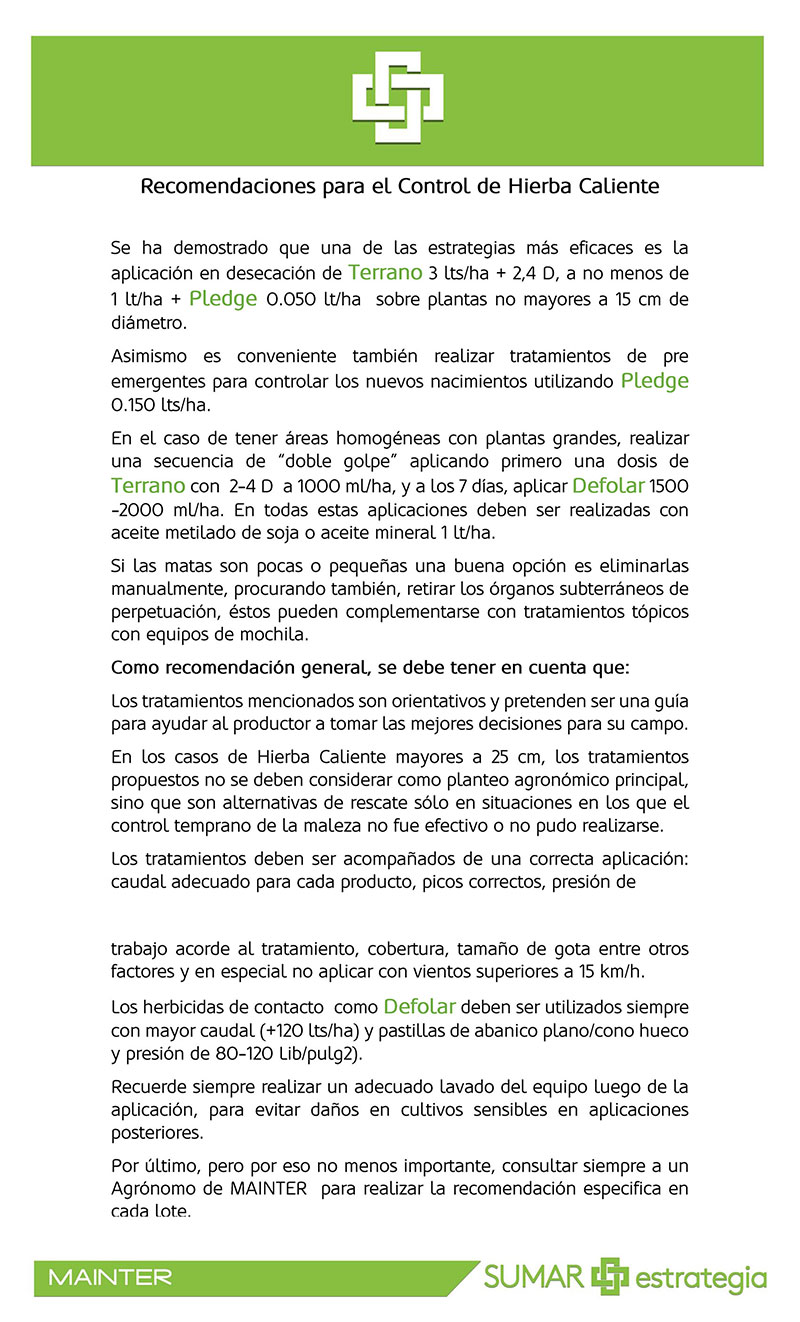 Recomendaciones para el Control de Hierba Caliente
Se ha demostrado que una de las estrategias más eficaces es la
aplicación en desecación de Terrano 3 lts/ha + 2,4 D, a no menos de
1 lt/ha + Pledge 0.050 lt/ha sobre plantas no mayores a 15 cm de
diámetro.
Asimismo es conveniente también realizar tratamientos de pre
emergentes para controlar los nuevos nacimientos utilizando Pledge
0.150 lts/ha.
En el caso de tener áreas homogéneas con plantas grandes, realizar
una secuencia de “doble golpe” aplicando primero una dosis de
Terrano con 2-4 D a 1000 ml/ha, y a los 7 días, aplicar Defolar 1500
-2000 ml/ha. En todas estas aplicaciones deben ser realizadas con
aceite metilado de soja o aceite mineral 1 lt/ha.
Si las matas son pocas o pequeñas una buena opción es eliminarlas
manualmente, procurando también, retirar los órganos subterráneos de
perpetuación, éstos pueden complementarse con tratamientos tópicos
con equipos de mochila.
Como recomendación general, se debe tener en cuenta que:
Los tratamientos mencionados son orientativos y pretenden ser una guía
para ayudar al productor a tomar las mejores decisiones para su campo.
En los casos de Hierba Caliente mayores a 25 cm, los tratamientos
propuestos no se deben considerar como planteo agronómico principal,
sino que son alternativas de rescate sólo en situaciones en los que el
control temprano de la maleza no fue efectivo o no pudo realizarse.
Los tratamientos deben ser acompañados de una correcta aplicación:
caudal adecuado para cada producto, picos correctos, presión de
trabajo acorde al tratamiento, cobertura, tamaño de gota entre otros
factores y en especial no aplicar con vientos superiores a 15 km/h.
Los herbicidas de contacto como Defolar deben ser utilizados siempre
con mayor caudal (+120 lts/ha) y pastillas de abanico plano/cono hueco
y presión de 80-120 Lib/pulg2).
Recuerde siempre realizar un adecuado lavado del equipo luego de la
aplicación, para evitar daños en cultivos sensibles en aplicaciones
posteriores.
Por último, pero por eso no menos importante, consultar siempre a un
Agrónomo de MAINTER para realizar la recomendación especifica en
cada lote.
MAINTER
SUMAR estrategia